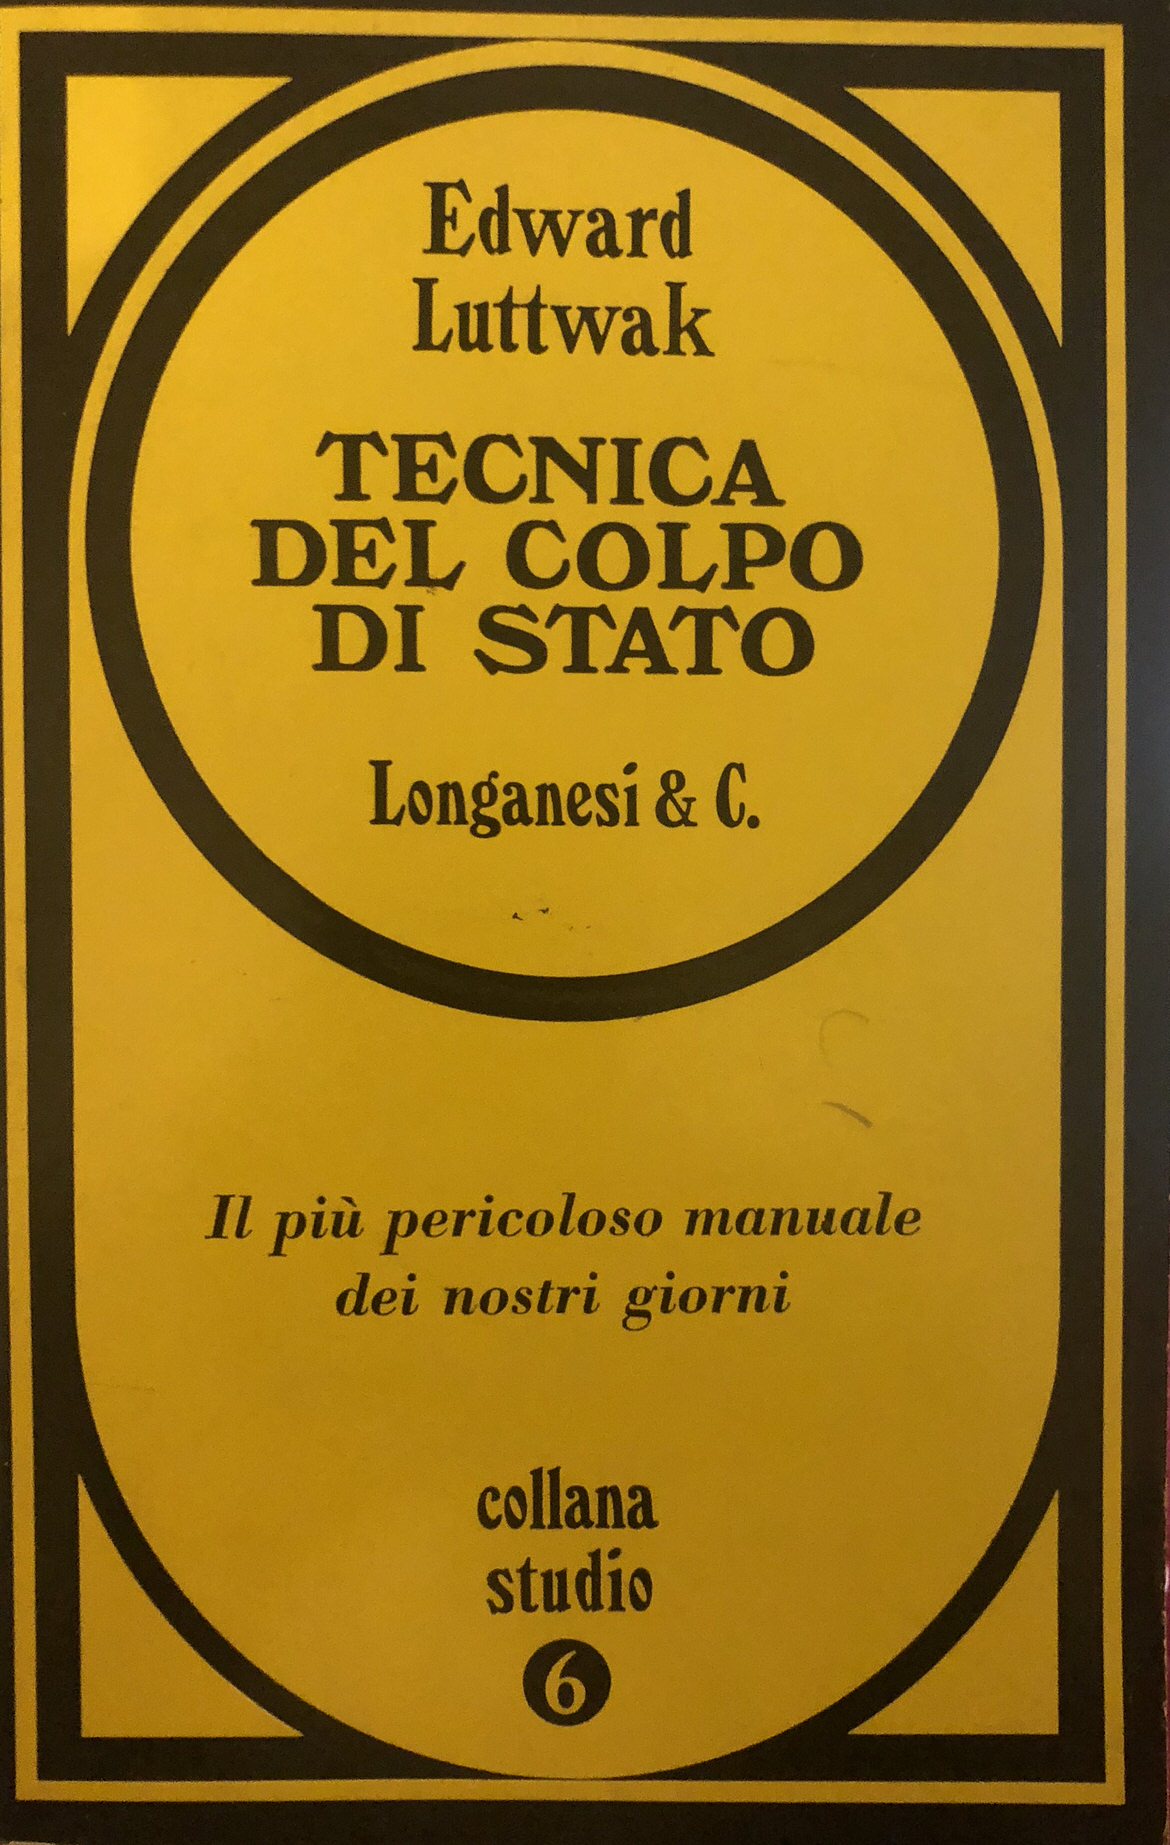 Edward
Luttwak
TECNICA
DEL COLPO
DI STATO
Longanesi & C.
Il più pericoloso manuale
dei nostri giorni
collana
studio
6